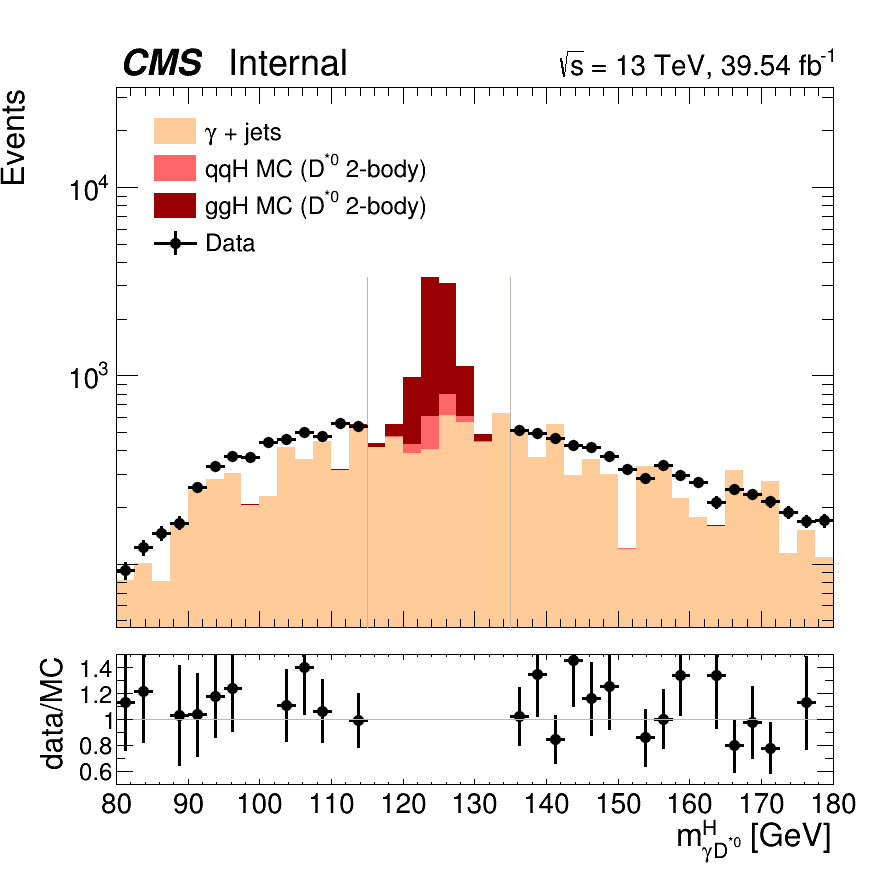 CMS Internal √s = 13 TeV, 39.54 fb⁻¹
Events
γ + jets
qqH MC (D*⁰ 2-body)
ggH MC (D*⁰ 2-body)
Data
10⁴
10³
data/MC
1.4
1.2
1
0.8
0.6
80 90 100 110 120 130 140 150 160 170 180
m^H_γD*⁰ [GeV]